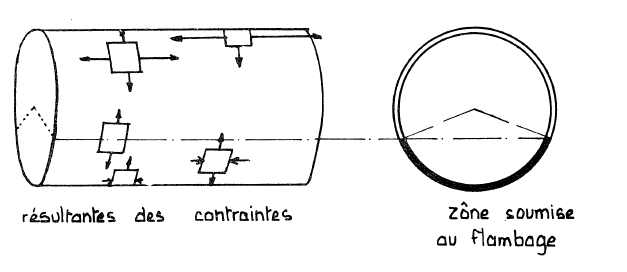 résultantes des contraintes
zône soumise
au flambage